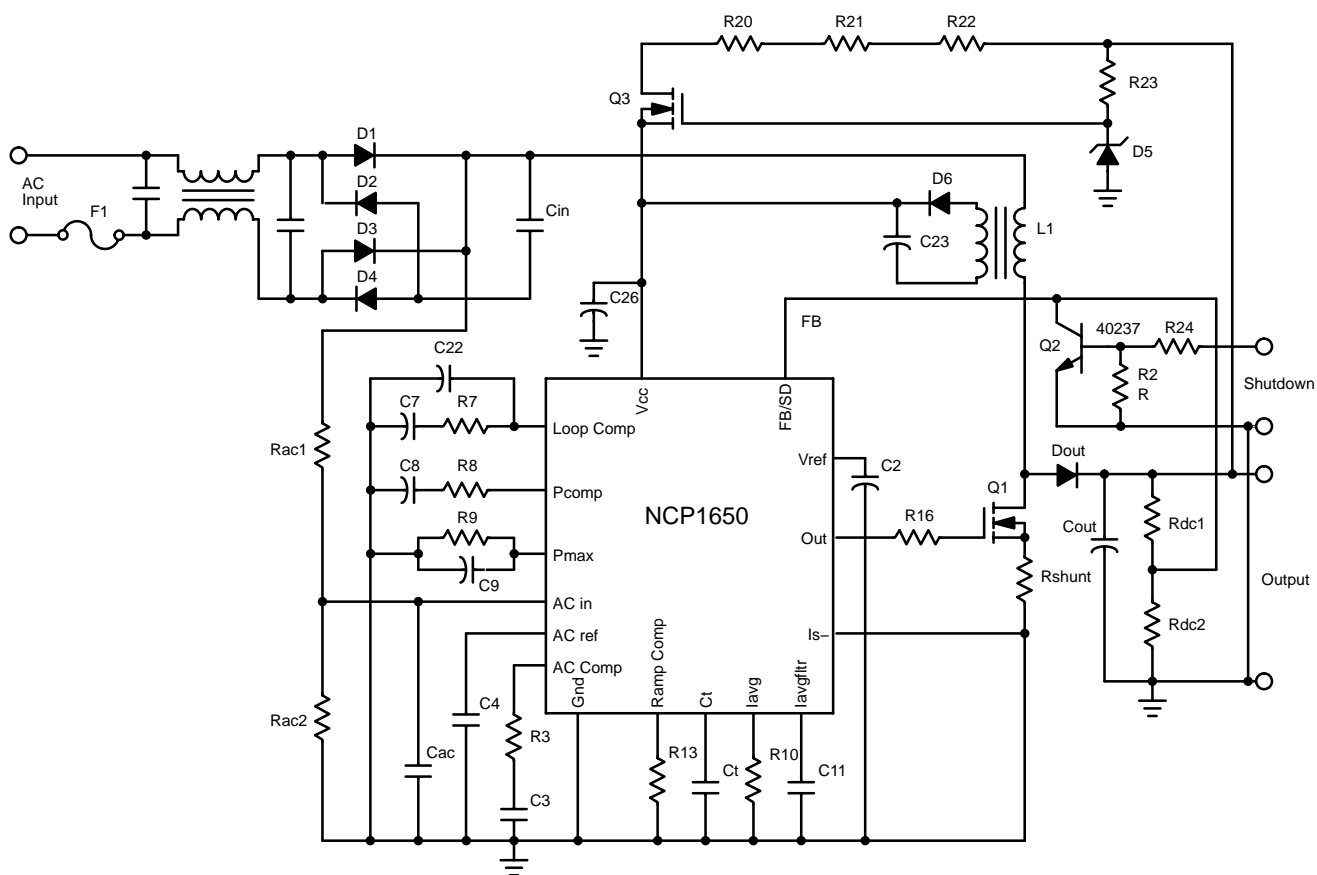 R20
R21
R22
R23
Q3
D5
D1
AC
Input
D2
D6
F1
Cin
D3
C23
L1
D4
C26
FB
40237
R24
Q2
C22
R2
R
Shutdown
Vcc
FB/SD
C7
R7
Loop Comp
Rac1
Vref
C2
Dout
C8
R8
Pcomp
Q1
NCP1650
R9
R16
Cout
Rdc1
Out
Pmax
C9
Rshunt
Output
AC in
Rdc2
AC ref
Is–
AC Comp
Gnd
Ramp Comp
Ct
Iavg
Iavgfltr
C4
Rac2
R3
R13
R10
Cac
Ct
C11
C3